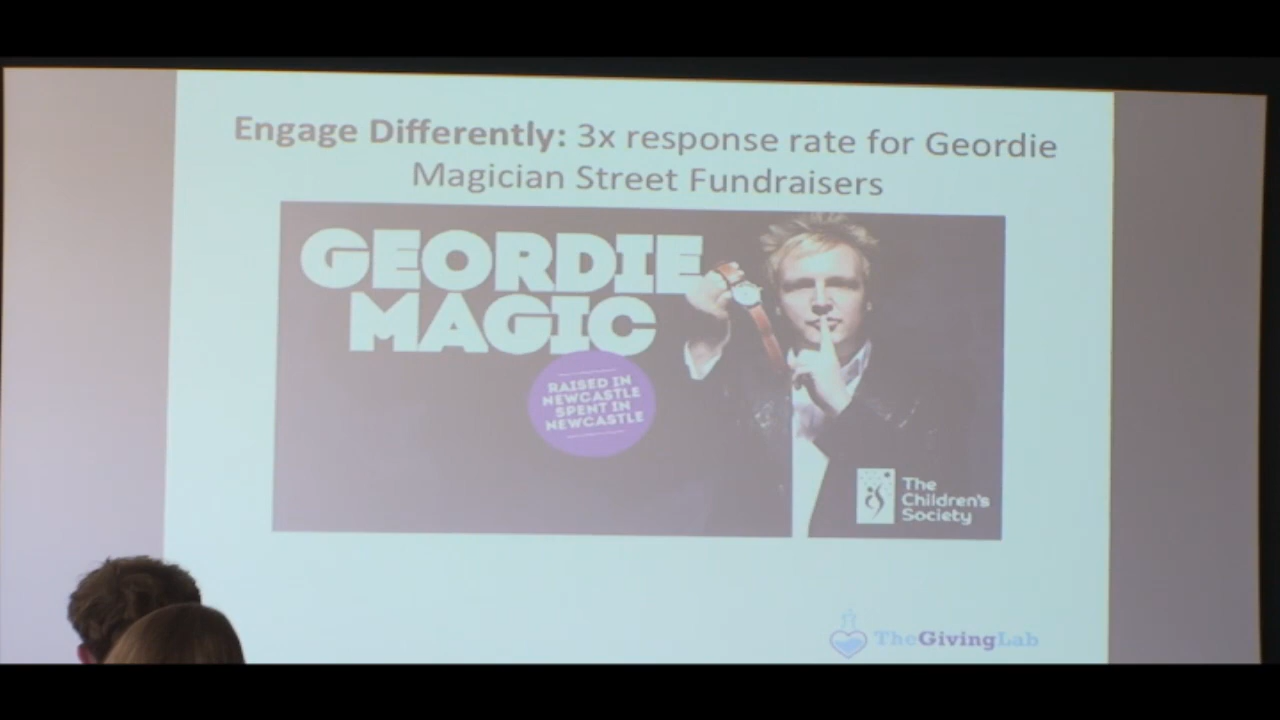 Engage Differently: 3x response rate for Geordie
Magician Street Fundraisers
GEORDIE
MAGIC
RAISED IN
NEWCASTLE
SPENT IN
NEWCASTLE
The
Children's
Society
TheGivingLab